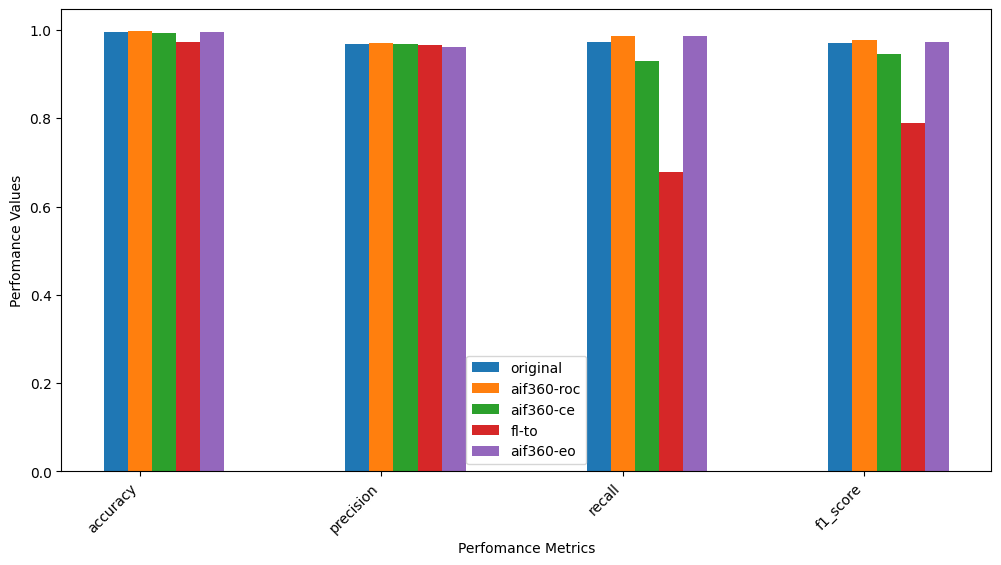 1.0
0.8
0.6
0.4
0.2
0.0
Perfomance Values
original
aif360-roc
aif360-ce
fl-to
aif360-eo
accuracy
precision
recall
f1_score
Perfomance Metrics